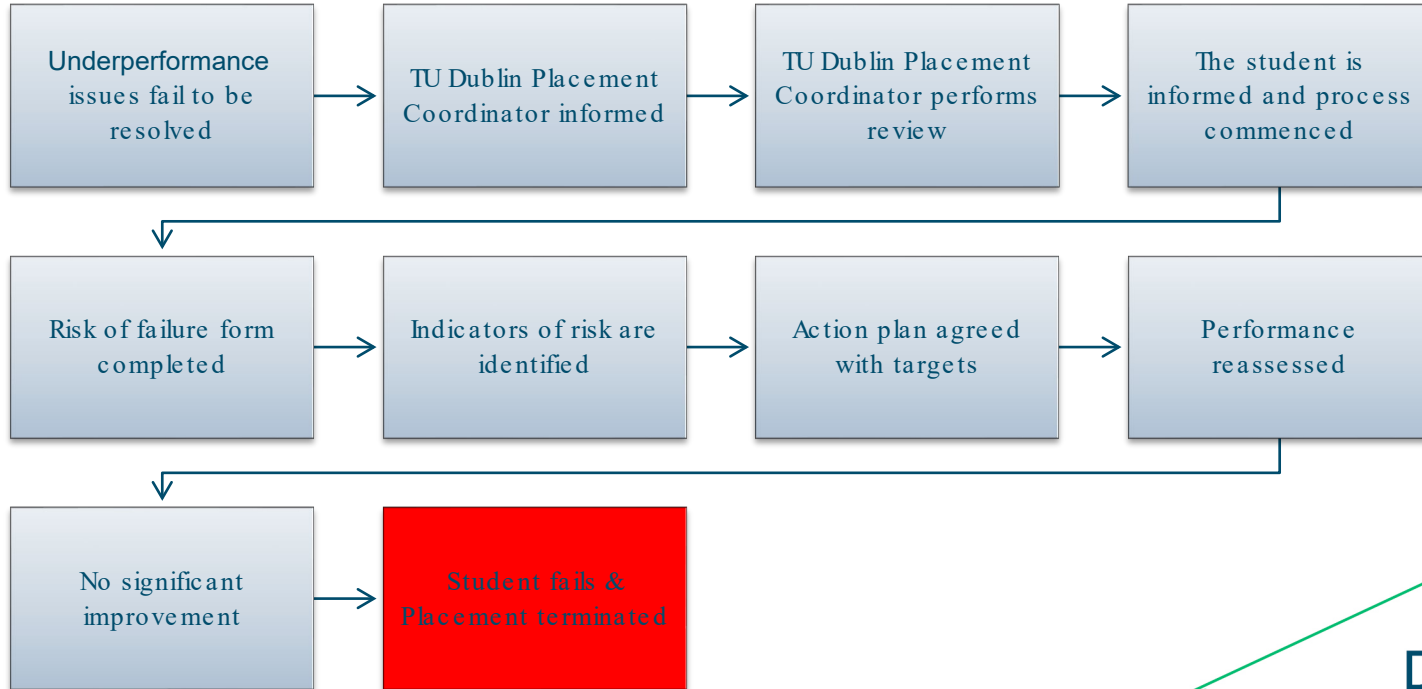 Underperformance
issues fail to be
resolved
TU Dublin Placement
Coordinator informed
TU Dublin Placement
Coordinator performs
review
The student is
informed and process
commenced
Risk of failure form
completed
Indicators of risk are
identified
Action plan agreed
with targets
Performance
reassessed
No significant
improvement
Student fails &
Placement terminated